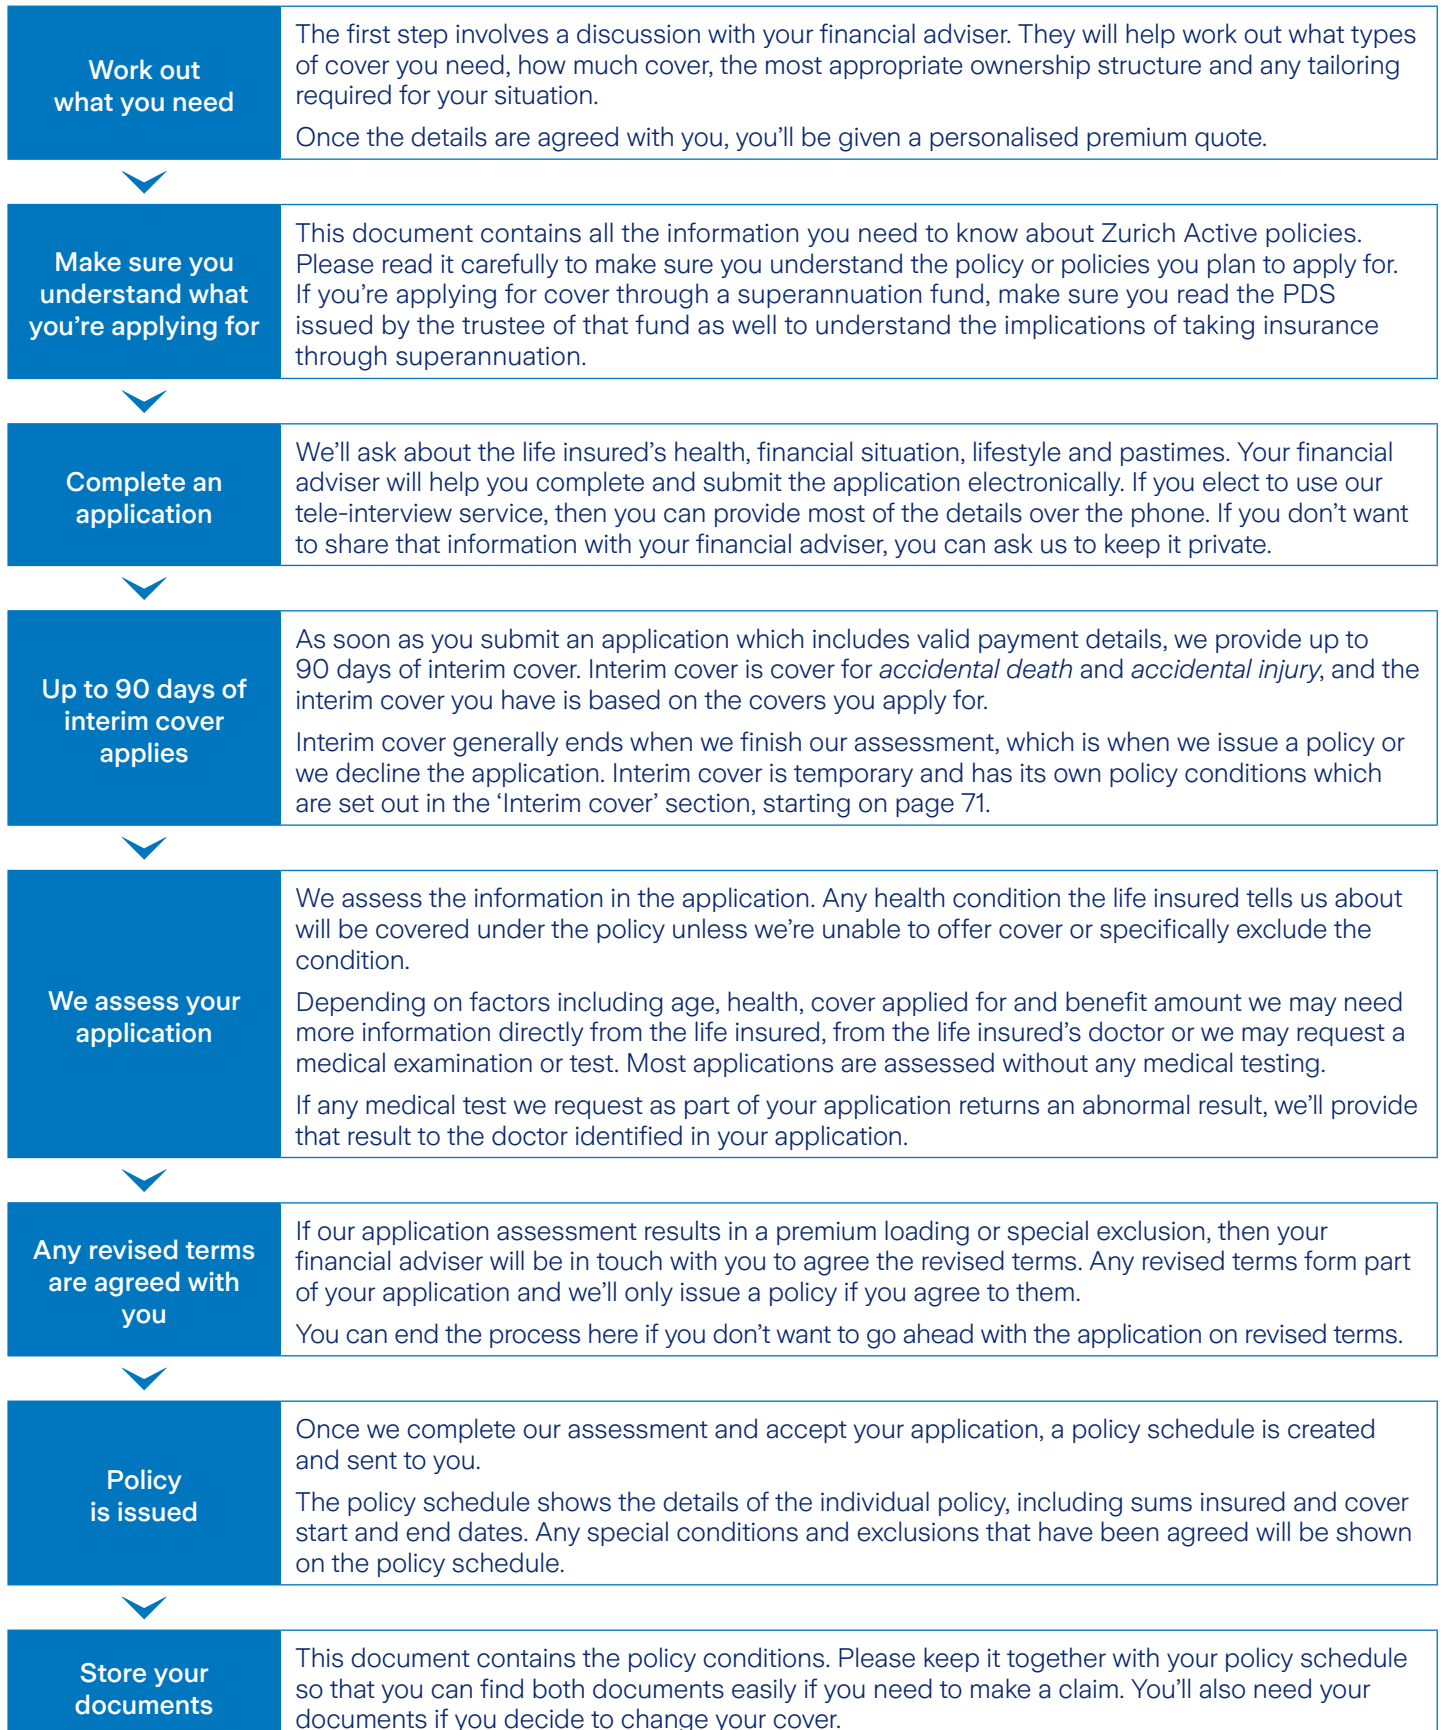 Work out
what you need
The first step involves a discussion with your financial adviser. They will help work out what types
of cover you need, how much cover, the most appropriate ownership structure and any tailoring
required for your situation.
Once the details are agreed with you, you'll be given a personalised premium quote.
Make sure you
understand what
you're applying for
This document contains all the information you need to know about Zurich Active policies.
Please read it carefully to make sure you understand the policy or policies you plan to apply for.
If you're applying for cover through a superannuation fund, make sure you read the PDS
issued by the trustee of that fund as well to understand the implications of taking insurance
through superannuation.
Complete an
application
We'll ask about the life insured's health, financial situation, lifestyle and pastimes. Your financial
adviser will help you complete and submit the application electronically. If you elect to use our
tele-interview service, then you can provide most of the details over the phone. If you don't want
to share that information with your financial adviser, you can ask us to keep it private.
Up to 90 days of
interim cover
applies
As soon as you submit an application which includes valid payment details, we provide up to
90 days of interim cover. Interim cover is cover for accidental death and accidental injury, and the
interim cover you have is based on the covers you apply for.
Interim cover generally ends when we finish our assessment, which is when we issue a policy or
we decline the application. Interim cover is temporary and has its own policy conditions which
are set out in the 'Interim cover' section, starting on page 71.
We assess your
application
We assess the information in the application. Any health condition the life insured tells us about
will be covered under the policy unless we're unable to offer cover or specifically exclude the
condition.
Depending on factors including age, health, cover applied for and benefit amount we may need
more information directly from the life insured, from the life insured's doctor or we may request a
medical examination or test. Most applications are assessed without any medical testing.
If any medical test we request as part of your application returns an abnormal result, we'll provide
that result to the doctor identified in your application.
Any revised terms
are agreed with
you
If our application assessment results in a premium loading or special exclusion, then your
financial adviser will be in touch with you to agree the revised terms. Any revised terms form part
of your application and we'll only issue a policy if you agree to them.
You can end the process here if you don't want to go ahead with the application on revised terms.
Policy
is issued
Once we complete our assessment and accept your application, a policy schedule is created
and sent to you.
The policy schedule shows the details of the individual policy, including sums insured and cover
start and end dates. Any special conditions and exclusions that have been agreed will be shown
on the policy schedule.
Store your
documents
This document contains the policy conditions. Please keep it together with your policy schedule
so that you can find both documents easily if you need to make a claim. You'll also need your
documents if you decide to change your cover.